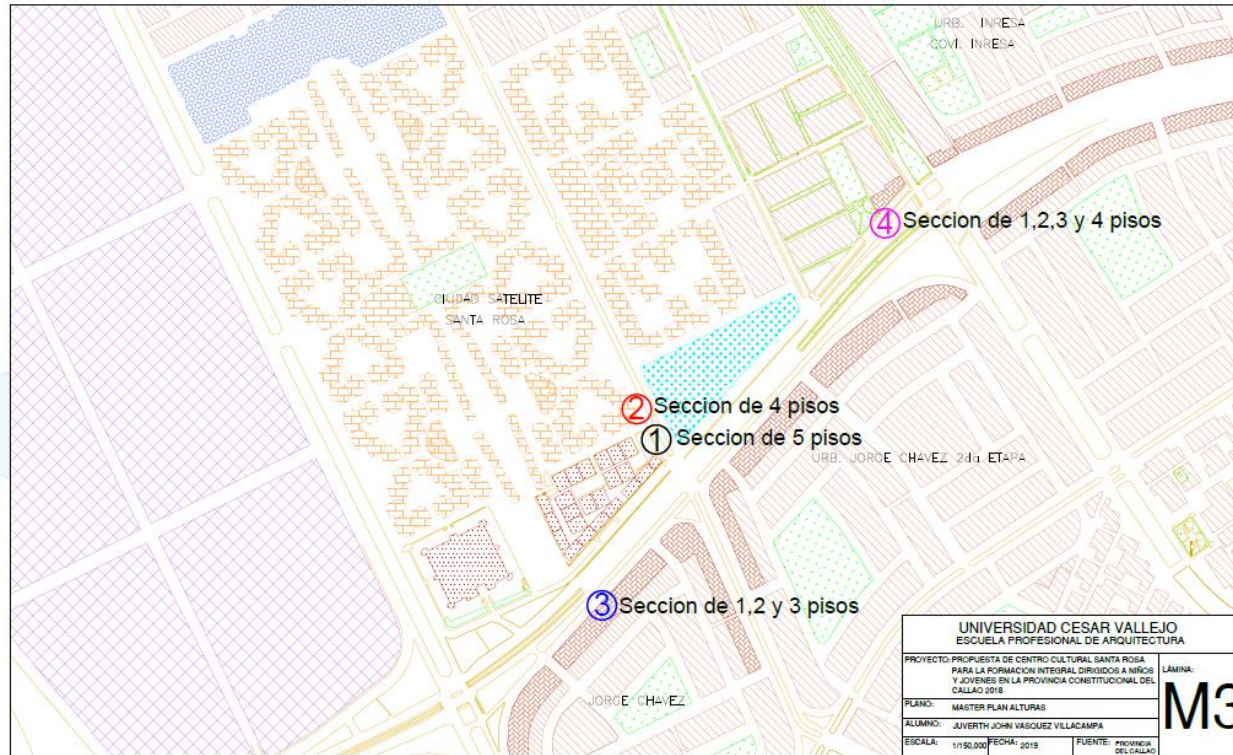 URB. INRESA
COVI. INRESA
4 Seccion de 1,2,3 y 4 pisos
CIUDAD SATELITE
SANTA ROSA
2 Seccion de 4 pisos
1 Seccion de 5 pisos
URB. JORGE CHAVEZ 2da ETAPA
3 Seccion de 1,2 y 3 pisos
JORGE CHAVEZ
UNIVERSIDAD CESAR VALLEJO
ESCUELA PROFESIONAL DE ARQUITECTURA
PROYECTO: PROPUESTA DE CENTRO CULTURAL SANTA ROSA
PARA LA FORMACION INTEGRAL DIRIGIDOS A NIÑOS
Y JOVENES EN LA PROVINCIA CONSTITUCIONAL DEL
CALLAO 2018
LÁMINA:
M3
PLANO: MASTER PLAN ALTURAS
ALUMNO: JUVERTH JOHN VASQUEZ VILLACAMPA
ESCALA: 1/150,000 FECHA: 2019 FUENTE: PROVINCIA
DEL CALLAO